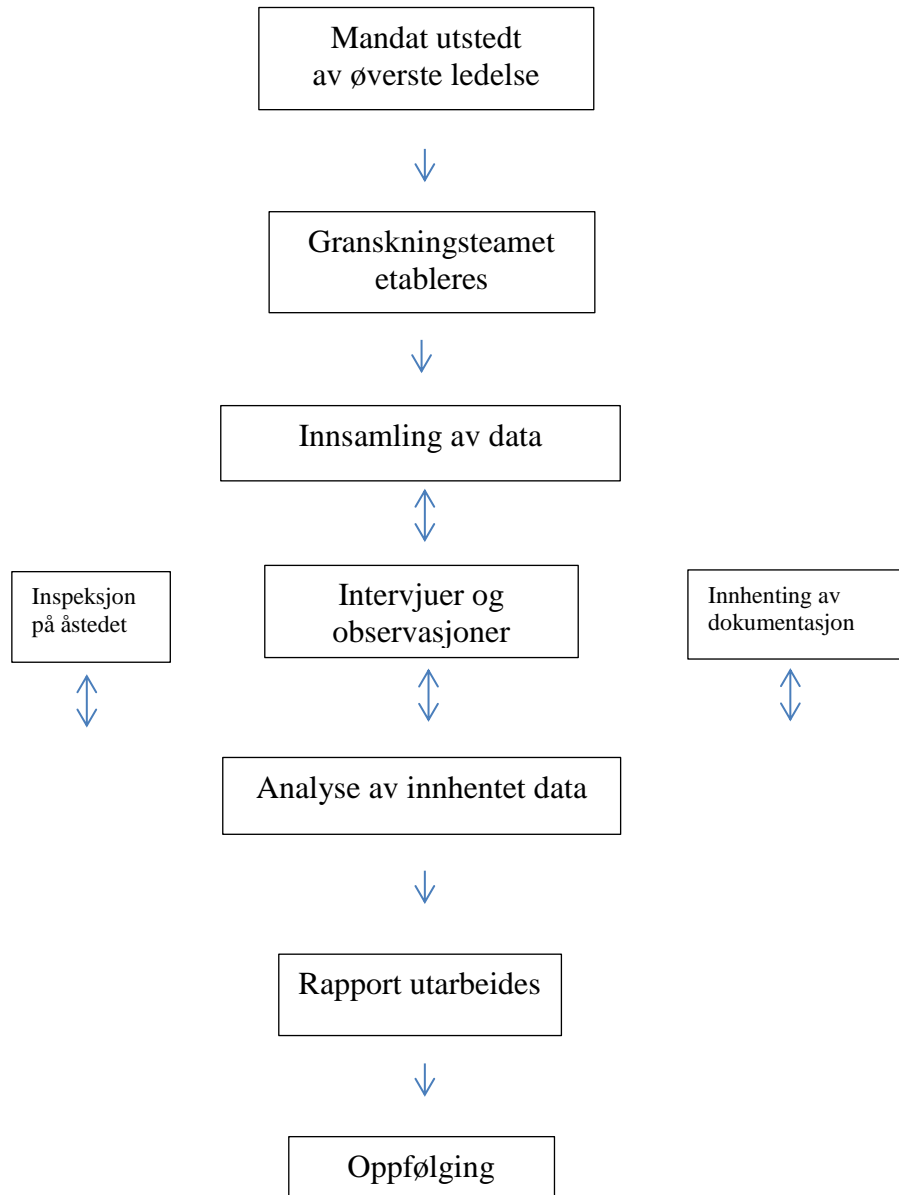 Mandat utstedt
av øverste ledelse
Granskningsteamet
etableres
Innsamling av data
Inspeksjon
på åstedet
Intervjuer og
observasjoner
Innhenting av
dokumentasjon
Analyse av innhentet data
Rapport utarbeides
Oppfølging